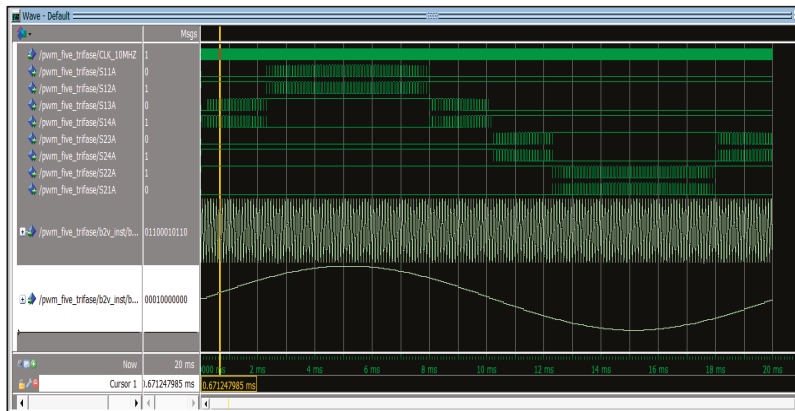 Wave - Default
Msgs
/pwm_five_trifase/CLK_10MHZ 1
/pwm_five_trifase/S11A 0
/pwm_five_trifase/S12A 1
/pwm_five_trifase/S13A 0
/pwm_five_trifase/S14A 1
/pwm_five_trifase/S23A 0
/pwm_five_trifase/S24A 1
/pwm_five_trifase/S22A 1
/pwm_five_trifase/S21A 0
/pwm_five_trifase/b2v_inst/b... 01100010110
/pwm_five_trifase/b2v_inst/b... 00010000000
Now 20 ms 2 ms 4 ms 6 ms 8 ms 10 ms 12 ms 14 ms 16 ms 18 ms 20 ms
Cursor 1 0.671247985 ms 0.671247985 ms